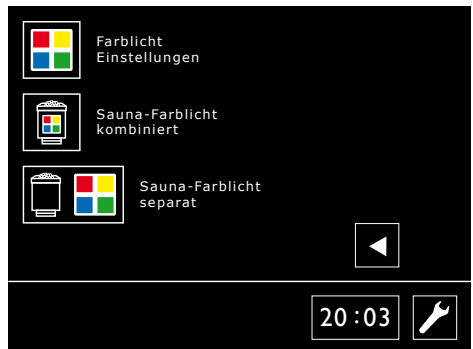 Farblicht
Einstellungen
Sauna-Farblicht
kombiniert
Sauna-Farblicht
separat
20:03